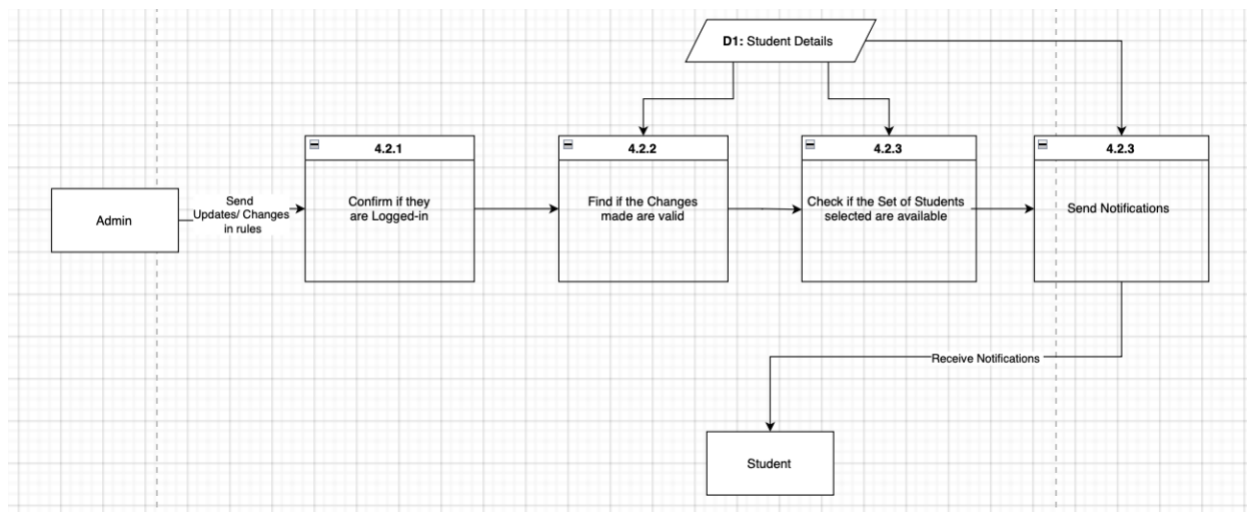 D1: Student Details
4.2.1
4.2.2
4.2.3
4.2.3
Admin
Send
Updates/ Changes
in rules
Confirm if they
are Logged-in
Find if the Changes
made are valid
Check if the Set of Students
selected are available
Send Notifications
Receive Notifications
Student